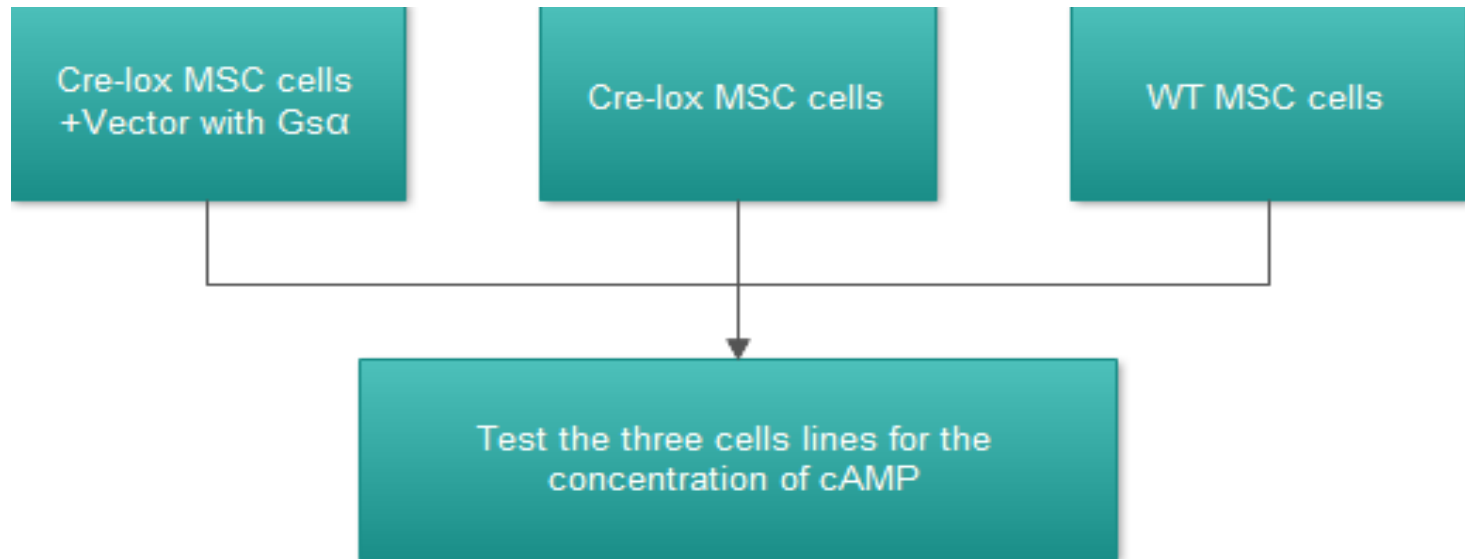 Cre-lox MSC cells
+Vector with Gsα
Cre-lox MSC cells
WT MSC cells
Test the three cells lines for the
concentration of cAMP